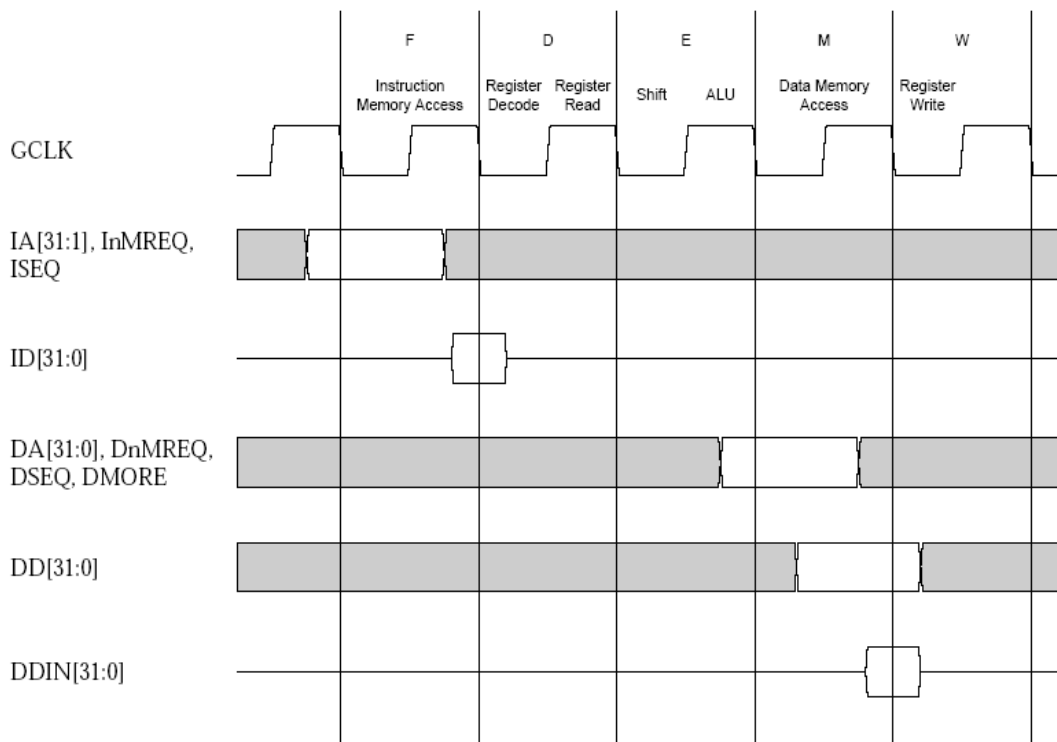 F D E M W
Instruction Register Register Shift ALU Data Memory Register
Memory Access Decode Read Access Write
GCLK
IA[31:1], InMREQ,
ISEQ
ID[31:0]
DA[31:0], DnMREQ,
DSEQ, DMORE
DD[31:0]
DDIN[31:0]